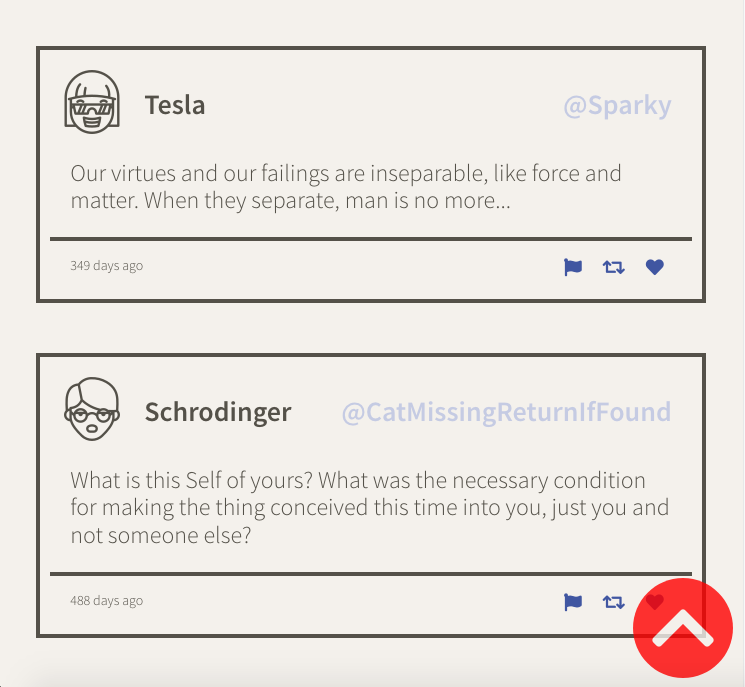 Tesla @Sparky
Our virtues and our failings are inseparable, like force and
matter. When they separate, man is no more...
349 days ago
Schrodinger @CatMissingReturnIfFound
What is this Self of yours? What was the necessary condition
for making the thing conceived this time into you, just you and
not someone else?
488 days ago